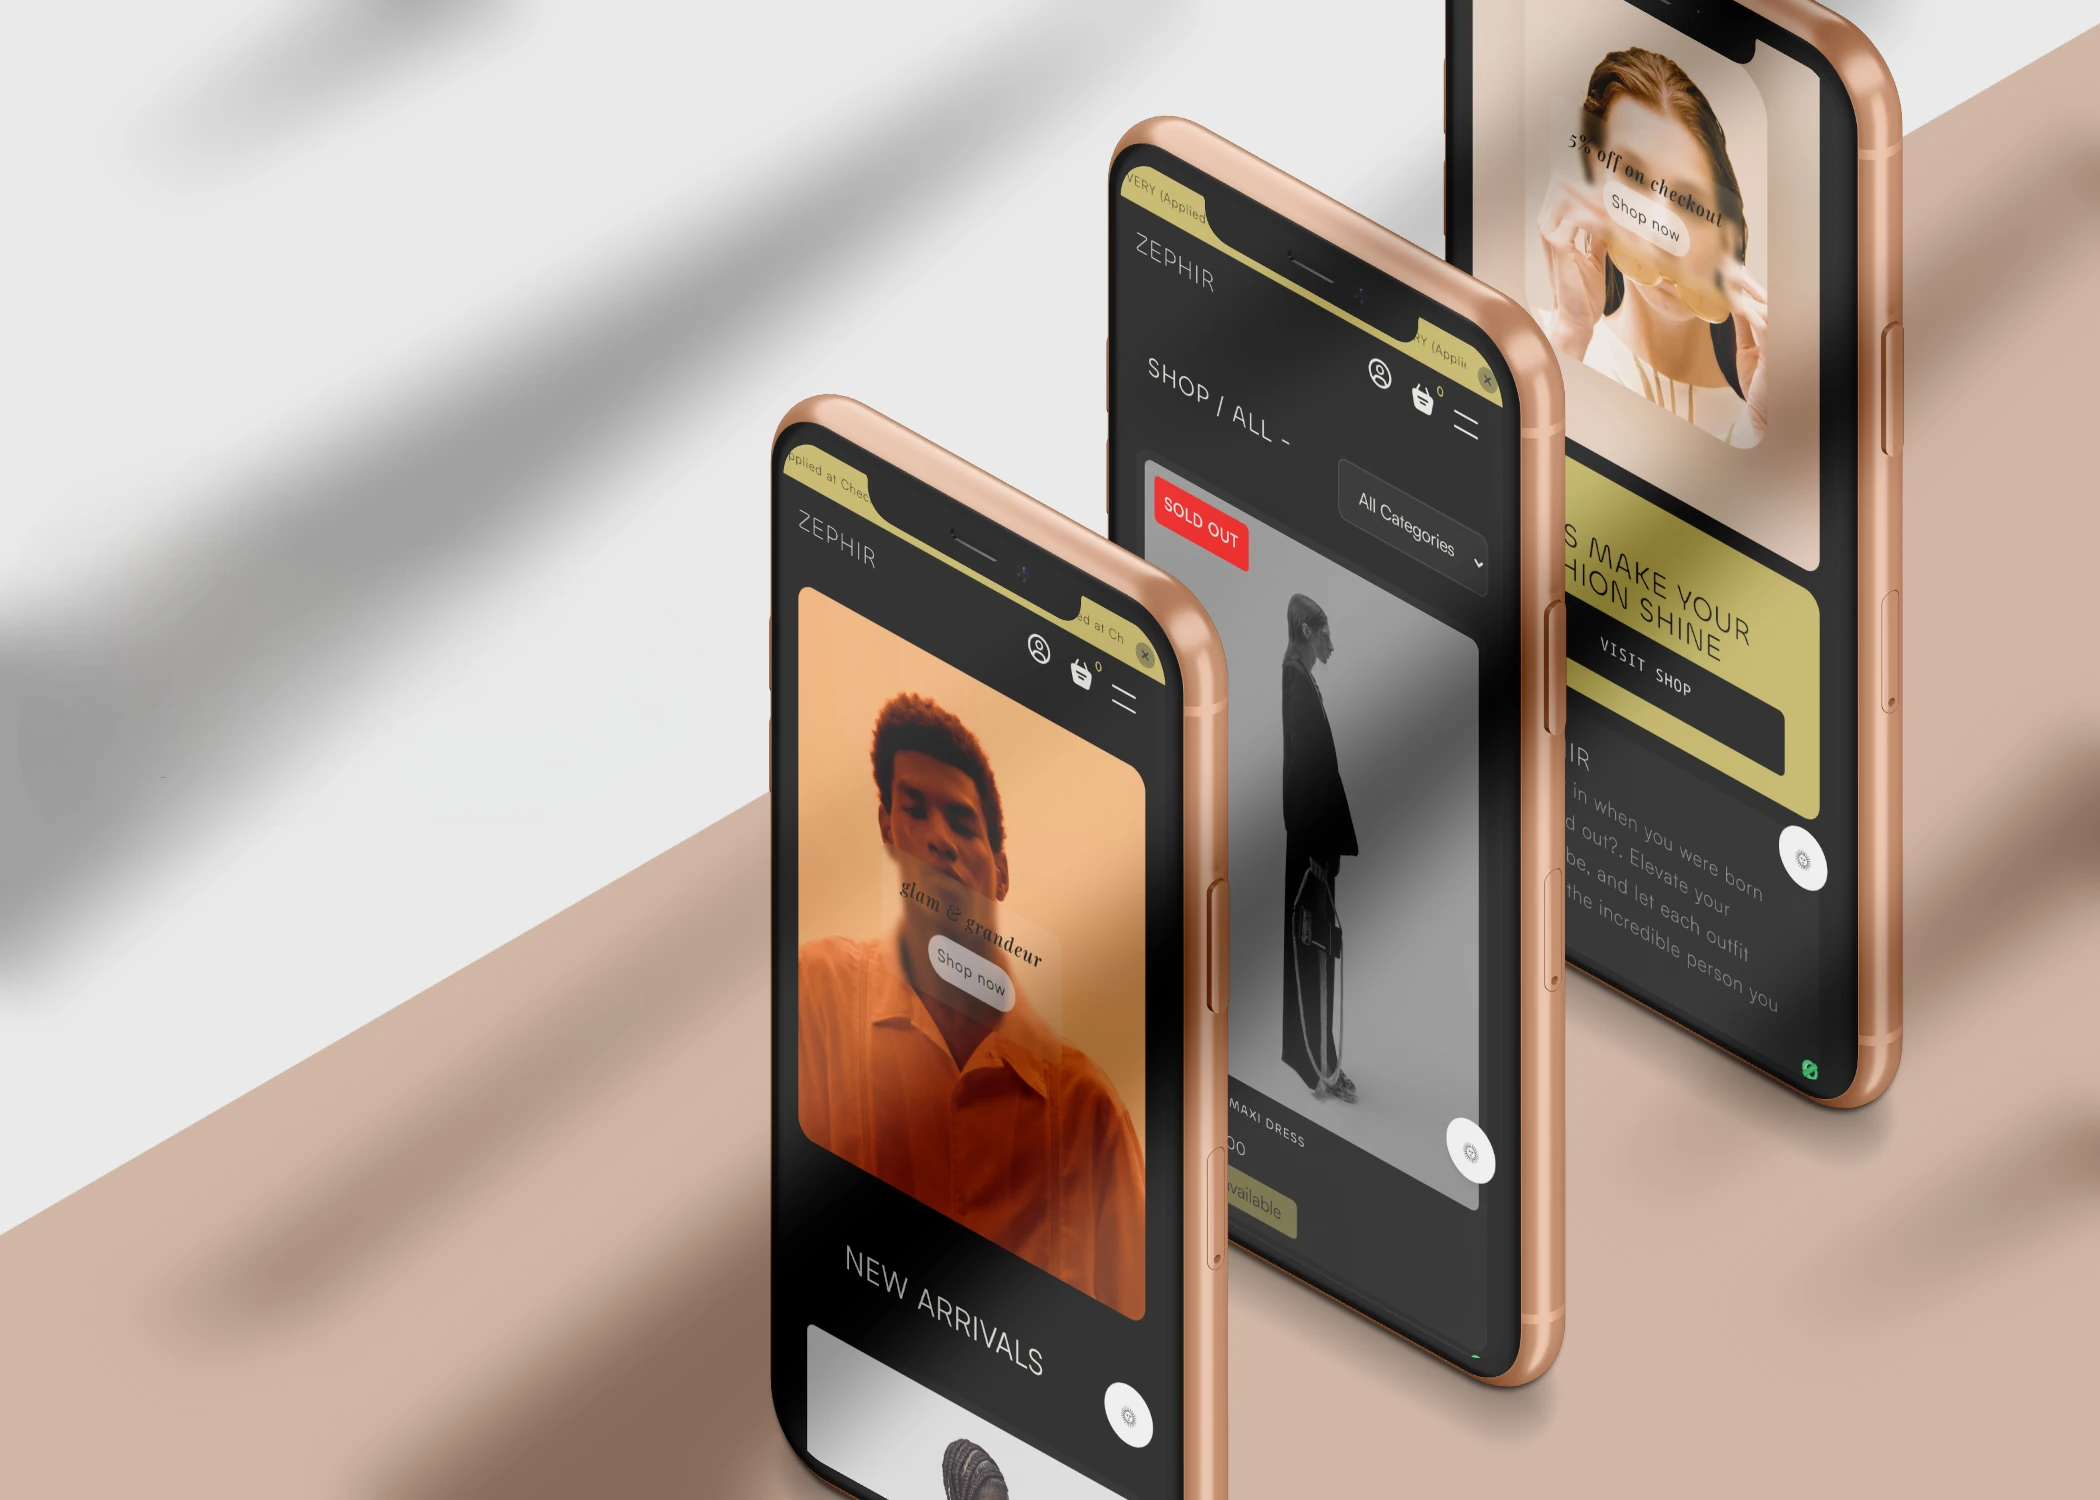 pplied at Chec
ed at Ch
ZEPHIR
0
glam & grandeur
Shop now
NEW ARRIVALS
VERY (Applied
RY (Appli
ZEPHIR
0
SHOP / ALL -
All Categories
SOLD OUT
MAXI DRESS
00
available
5% off on checkout
Shop now
S MAKE YOUR
HION SHINE
VISIT SHOP
IR
in when you were born
d out?. Elevate your
be, and let each outfit
the incredible person you